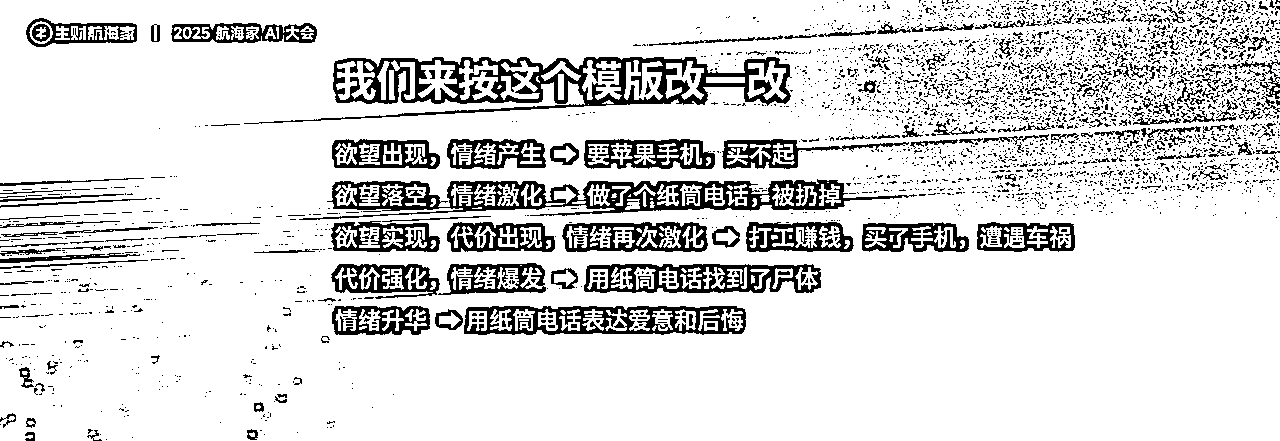 生财航海家 | 2025 航海家 AI 大会
我们来按这个模版改一改
欲望出现，情绪产生 ➡ 要苹果手机，买不起
欲望落空，情绪激化 ➡ 做了个纸筒电话，被扔掉
欲望实现，代价出现，情绪再次激化 ➡ 打工赚钱，买了手机，遭遇车祸
代价强化，情绪爆发 ➡ 用纸筒电话找到了尸体
情绪升华 ➡ 用纸筒电话表达爱意和后悔